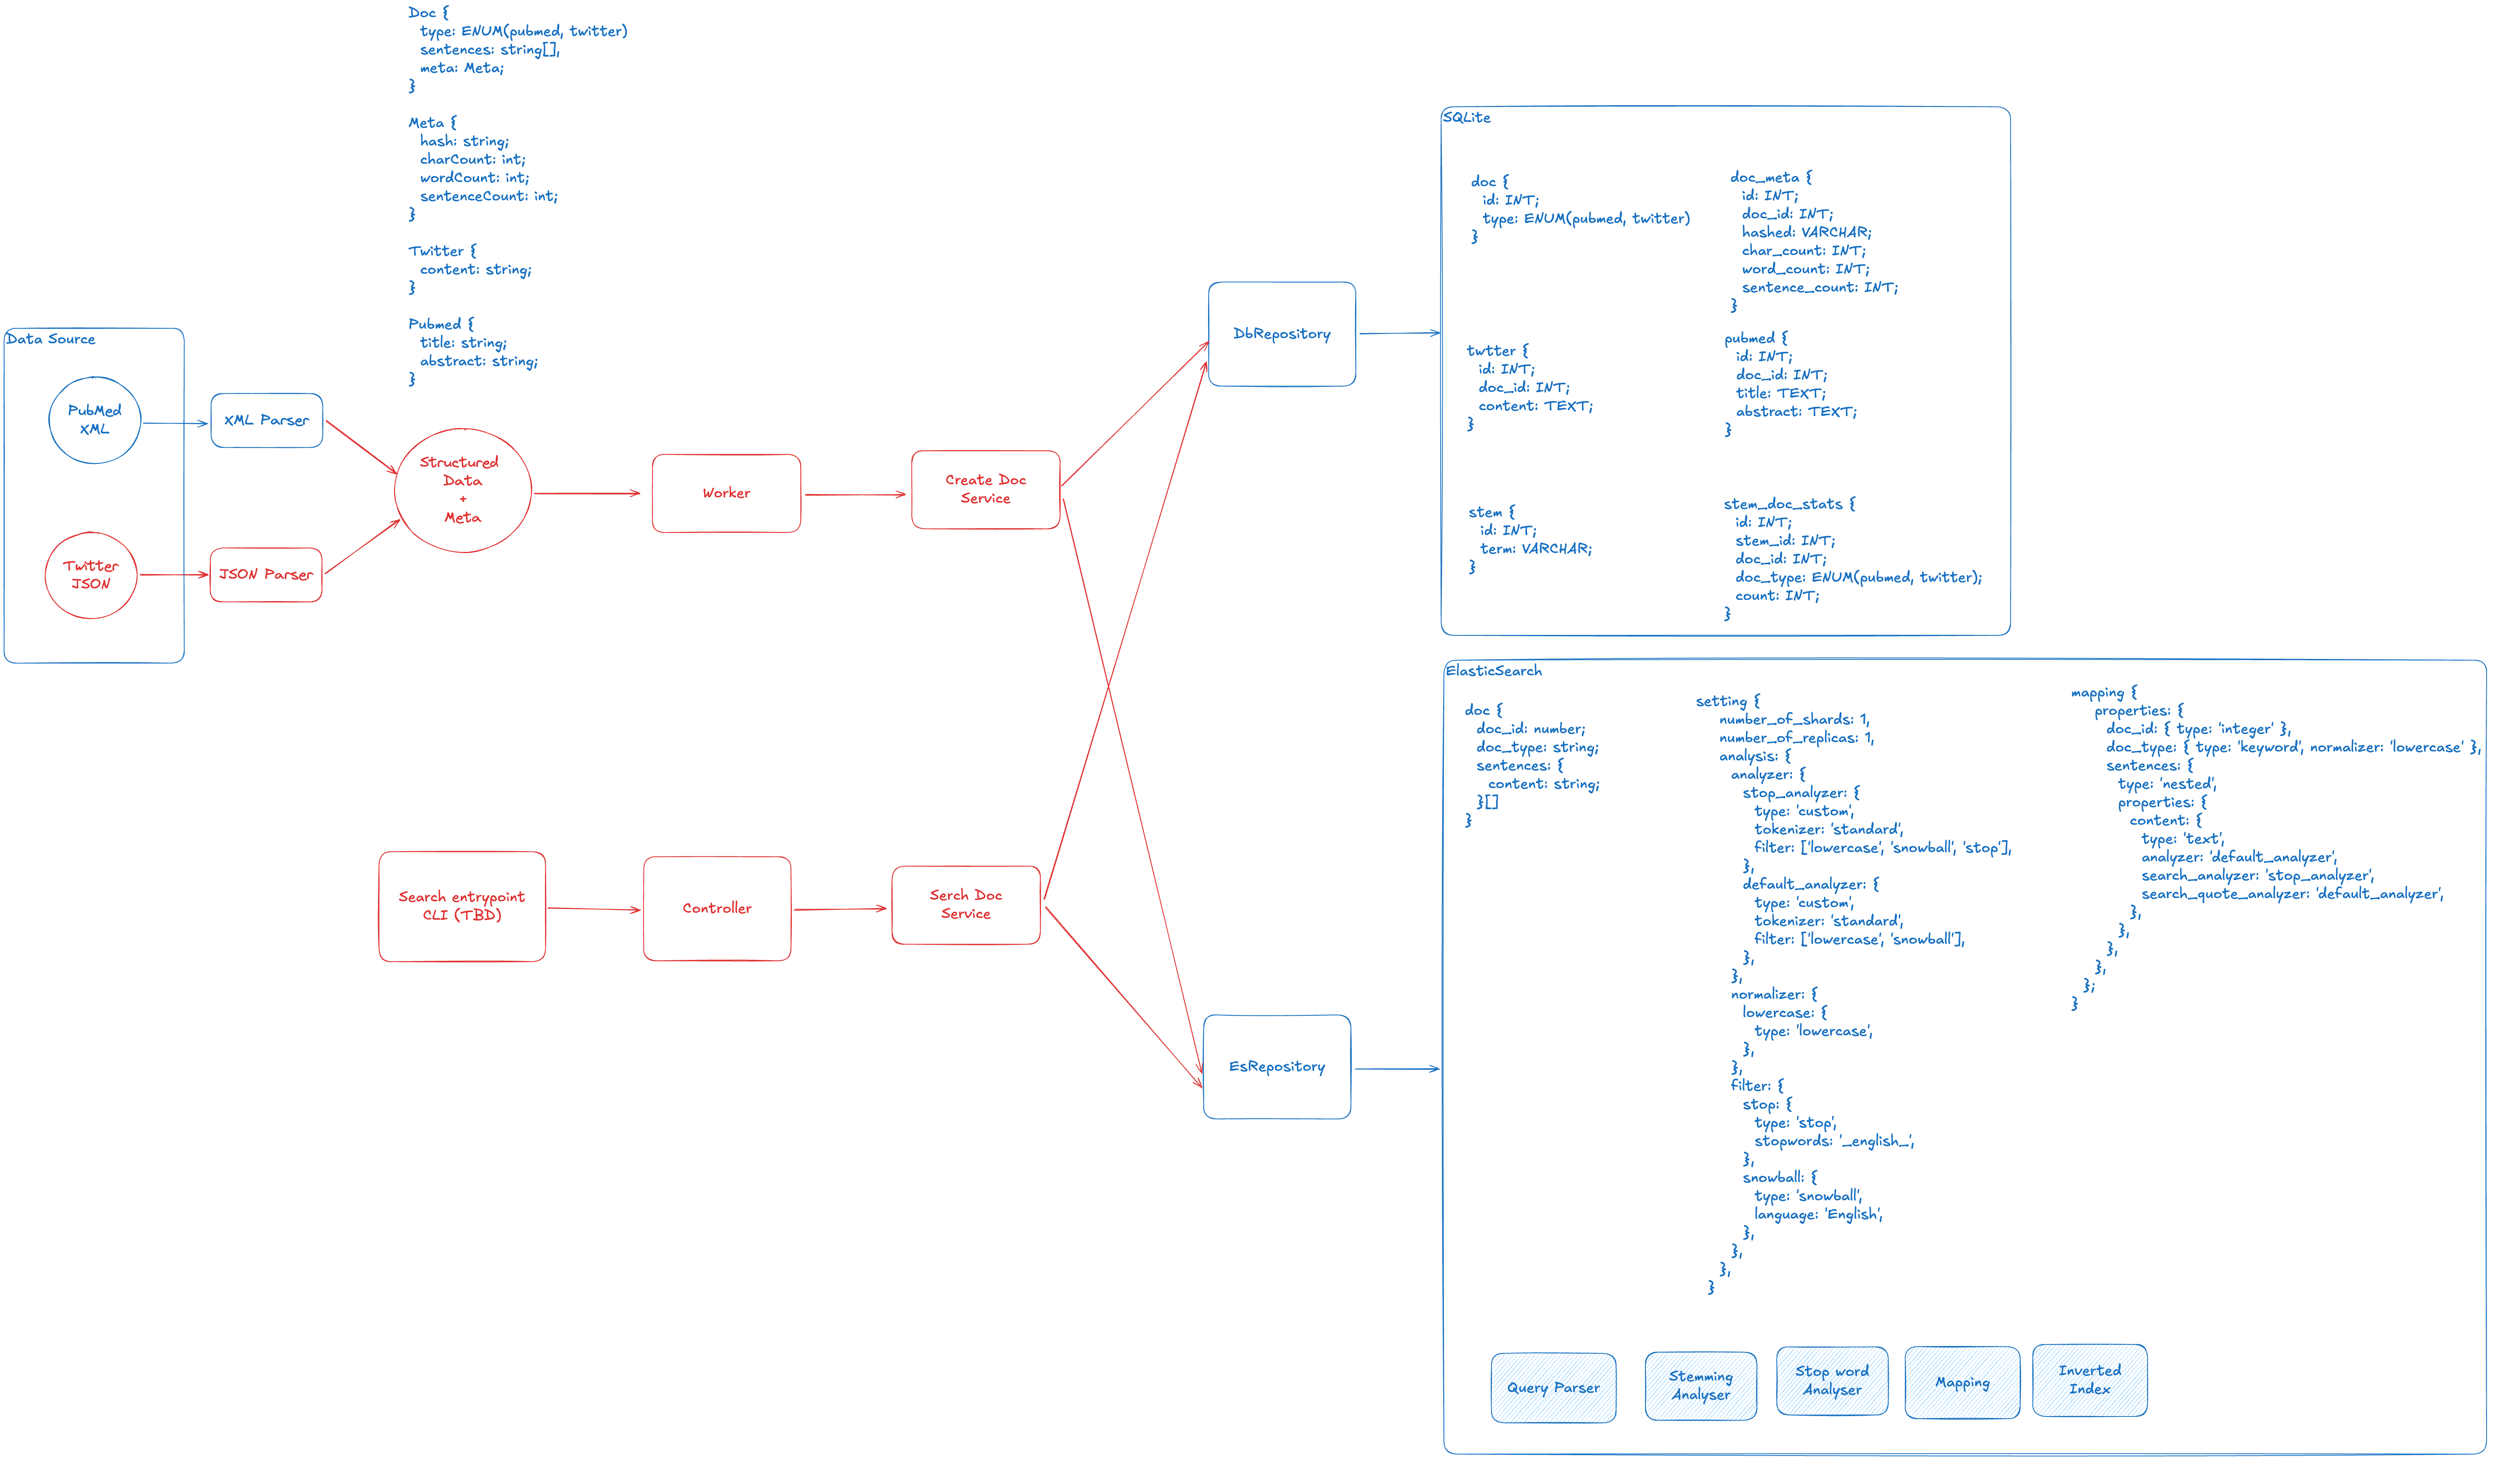 Doc {
type: ENUM(pubmed, twitter)
sentences: string[],
meta: Meta;
}
Meta {
hash: string;
charCount: int;
wordCount: int;
sentenceCount: int;
}
Twitter {
content: string;
}
Pubmed {
title: string;
abstract: string;
}
Data Source
PubMed
XML
XML Parser
Twitter
JSON
JSON Parser
Structured
Data
+
Meta
Worker
Create Doc
Service
Search entrypoint
CLI (TBD)
Controller
Serch Doc
Service
DbRepository
EsRepository
SQLite
doc {
id: INT;
type: ENUM(pubmed, twitter)
}
doc_meta {
id: INT;
doc_id: INT;
hashed: VARCHAR;
char_count: INT;
word_count: INT;
sentence_count: INT;
}
twtter {
id: INT;
doc_id: INT;
content: TEXT;
}
pubmed {
id: INT;
doc_id: INT;
title: TEXT;
abstract: TEXT;
}
stem {
id: INT;
term: VARCHAR;
}
stem_doc_stats {
id: INT;
stem_id: INT;
doc_id: INT;
doc_type: ENUM(pubmed, twitter);
count: INT;
}
ElasticSearch
doc {
doc_id: number;
doc_type: string;
sentences: {
content: string;
}[]
}
setting {
number_of_shards: 1,
number_of_replicas: 1,
analysis: {
analyzer: {
stop_analyzer: {
type: 'custom',
tokenizer: 'standard',
filter: ['lowercase', 'snowball', 'stop'],
},
default_analyzer: {
type: 'custom',
tokenizer: 'standard',
filter: ['lowercase', 'snowball'],
},
},
normalizer: {
lowercase: {
type: 'lowercase',
},
},
filter: {
stop: {
type: 'stop',
stopwords: '_english_',
},
snowball: {
type: 'snowball',
language: 'English',
},
},
},
}
mapping {
properties: {
doc_id: { type: 'integer' },
doc_type: { type: 'keyword', normalizer: 'lowercase' },
sentences: {
type: 'nested',
properties: {
content: {
type: 'text',
analyzer: 'default_analyzer',
search_analyzer: 'stop_analyzer',
search_quote_analyzer: 'default_analyzer',
},
},
},
},
};
}
Query Parser
Stemming
Analyser
Stop word
Analyser
Mapping
Inverted
Index